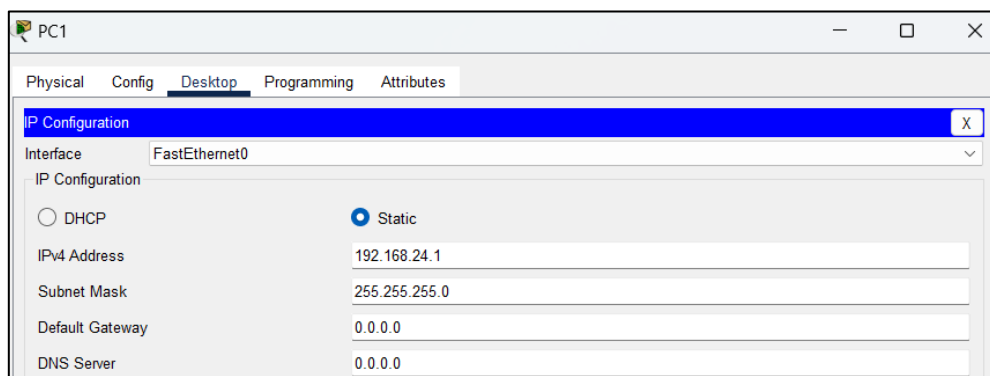 PC1
Physical Config Desktop Programming Attributes
IP Configuration X
Interface FastEthernet0
IP Configuration
DHCP Static
IPv4 Address 192.168.24.1
Subnet Mask 255.255.255.0
Default Gateway 0.0.0.0
DNS Server 0.0.0.0